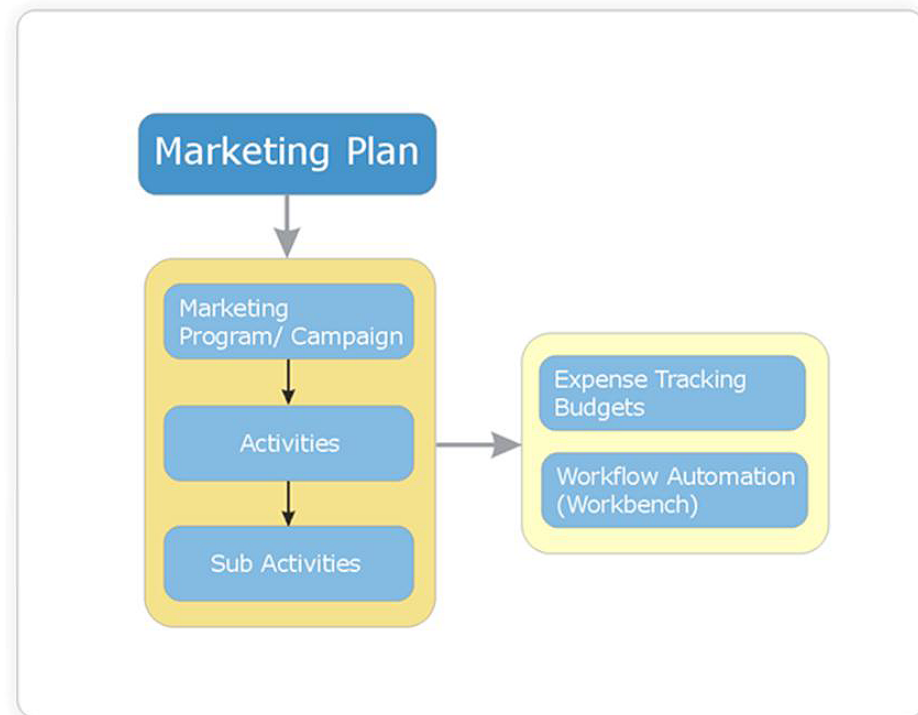 Marketing Plan
Marketing
Program/ Campaign
Activities
Sub Activities
Expense Tracking
Budgets
Workflow Automation
(Workbench)